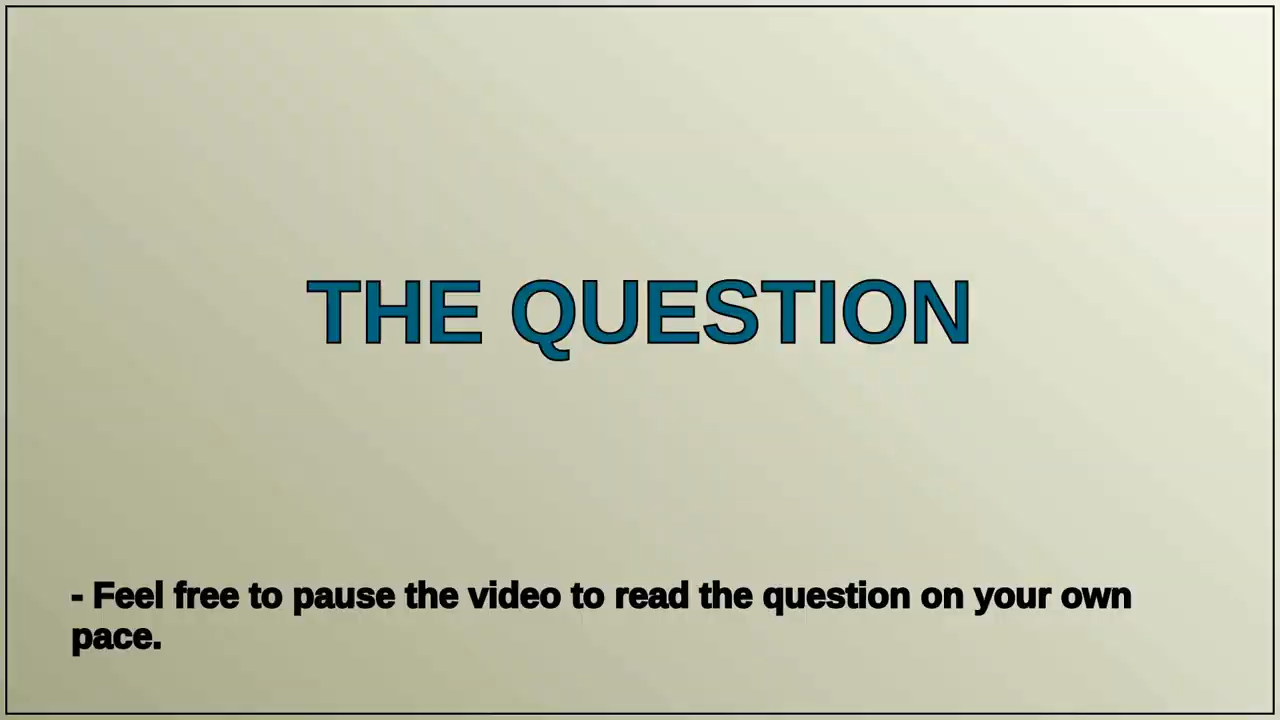 THE QUESTION
- Feel free to pause the video to read the question on your own
pace.